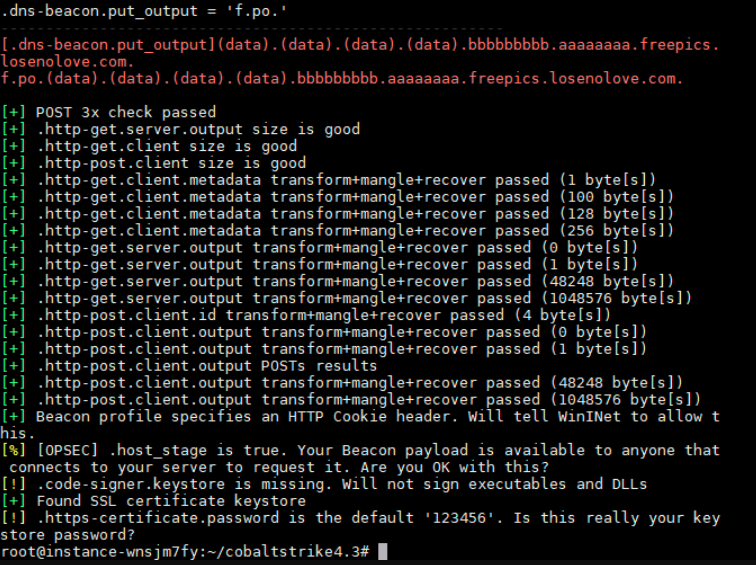 .dns-beacon.put_output = 'f.po.'
[.dns-beacon.put_output](data).(data).(data).(data).bbbbbbbbb.aaaaaaaa.freepics.
losenolove.com.
f.po.(data).(data).(data).(data).bbbbbbbbb.aaaaaaaa.freepics.losenolove.com.
[+] POST 3x check passed
[+] .http-get.server.output size is good
[+] .http-get.client size is good
[+] .http-post.client size is good
[+] .http-get.client.metadata transform+mangle+recover passed (1 byte[s])
[+] .http-get.client.metadata transform+mangle+recover passed (100 byte[s])
[+] .http-get.client.metadata transform+mangle+recover passed (128 byte[s])
[+] .http-get.client.metadata transform+mangle+recover passed (256 byte[s])
[+] .http-get.server.output transform+mangle+recover passed (0 byte[s])
[+] .http-get.server.output transform+mangle+recover passed (1 byte[s])
[+] .http-get.server.output transform+mangle+recover passed (48248 byte[s])
[+] .http-get.server.output transform+mangle+recover passed (1048576 byte[s])
[+] .http-post.client.id transform+mangle+recover passed (4 byte[s])
[+] .http-post.client.output transform+mangle+recover passed (0 byte[s])
[+] .http-post.client.output transform+mangle+recover passed (1 byte[s])
[+] .http-post.client.output POSTs results
[+] .http-post.client.output transform+mangle+recover passed (48248 byte[s])
[+] .http-post.client.output transform+mangle+recover passed (1048576 byte[s])
[+] Beacon profile specifies an HTTP Cookie header. Will tell WinINet to allow t
his.
[%] [OPSEC] .host_stage is true. Your Beacon payload is available to anyone that
 connects to your server to request it. Are you OK with this?
[!] .code-signer.keystore is missing. Will not sign executables and DLLs
[+] Found SSL certificate keystore
[!] .https-certificate.password is the default '123456'. Is this really your key
store password?
root@instance-wnsjm7fy:~/cobaltstrike4.3#